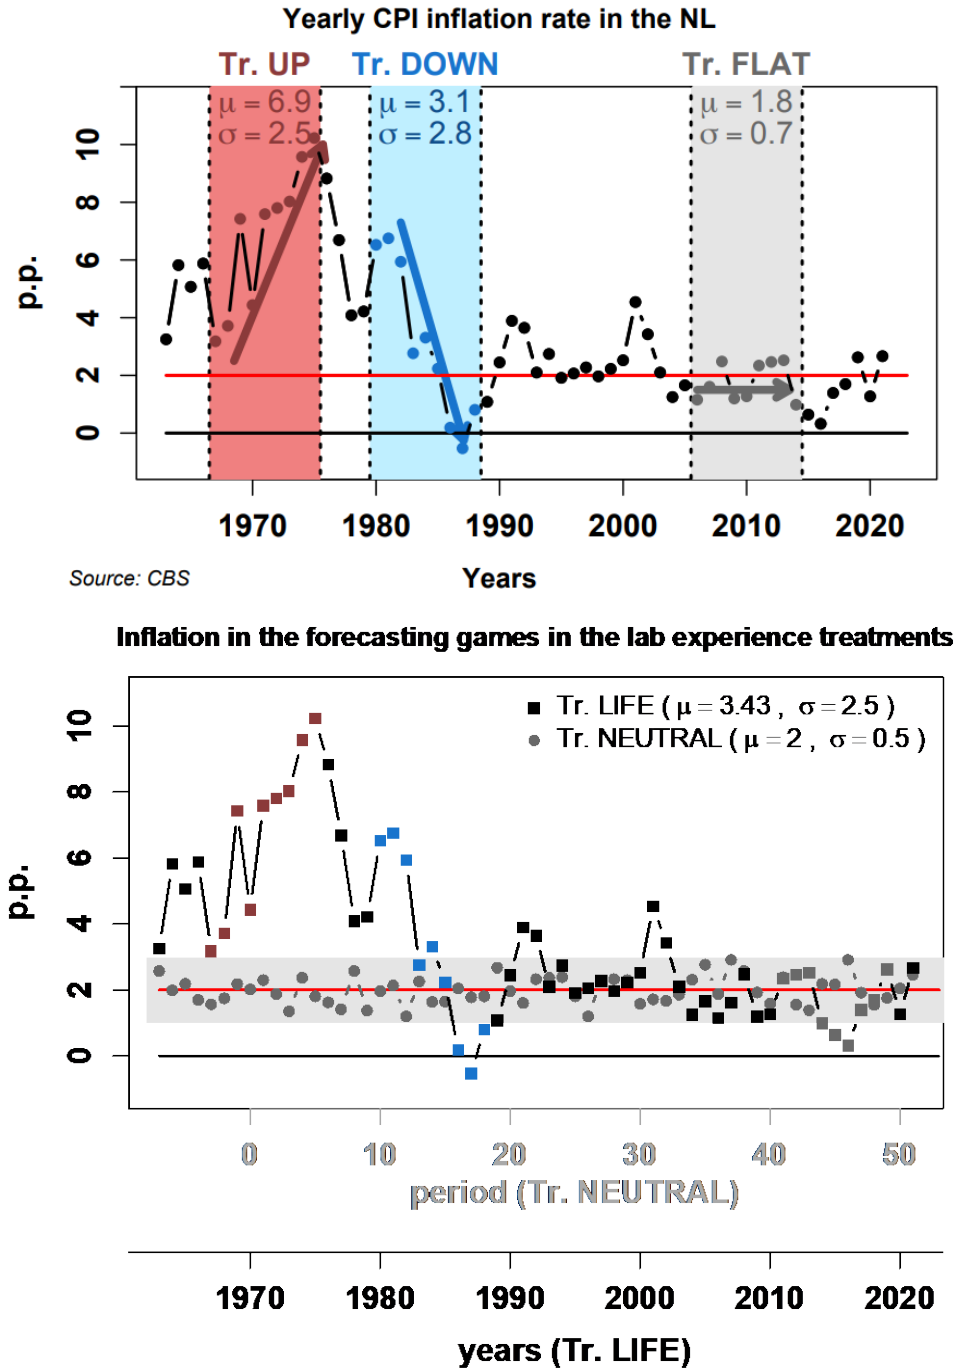 Yearly CPI inflation rate in the NL
Tr. UP Tr. DOWN Tr. FLAT
μ = 6.9 μ = 3.1 μ = 1.8
σ = 2.5 σ = 2.8 σ = 0.7
10
8
6
4
2
0
p.p.
1970 1980 1990 2000 2010 2020
Source: CBS Years
Inflation in the forecasting games in the lab experience treatments
Tr. LIFE ( μ = 3.43 , σ = 2.5 )
Tr. NEUTRAL ( μ = 2 , σ = 0.5 )
10
8
6
4
2
0
p.p.
0 10 20 30 40 50
period (Tr. NEUTRAL)
1970 1980 1990 2000 2010 2020
years (Tr. LIFE)